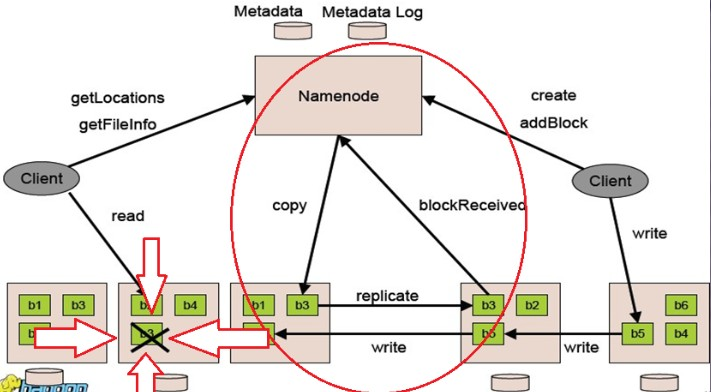 Metadata Metadata Log
Namenode
getLocations
getFileInfo
create
addBlock
Client
Client
copy
blockReceived
read
write
b1 b3
b4
b1 b3
replicate
b3 b2
b6
b3
write
b5
write
b5 b4